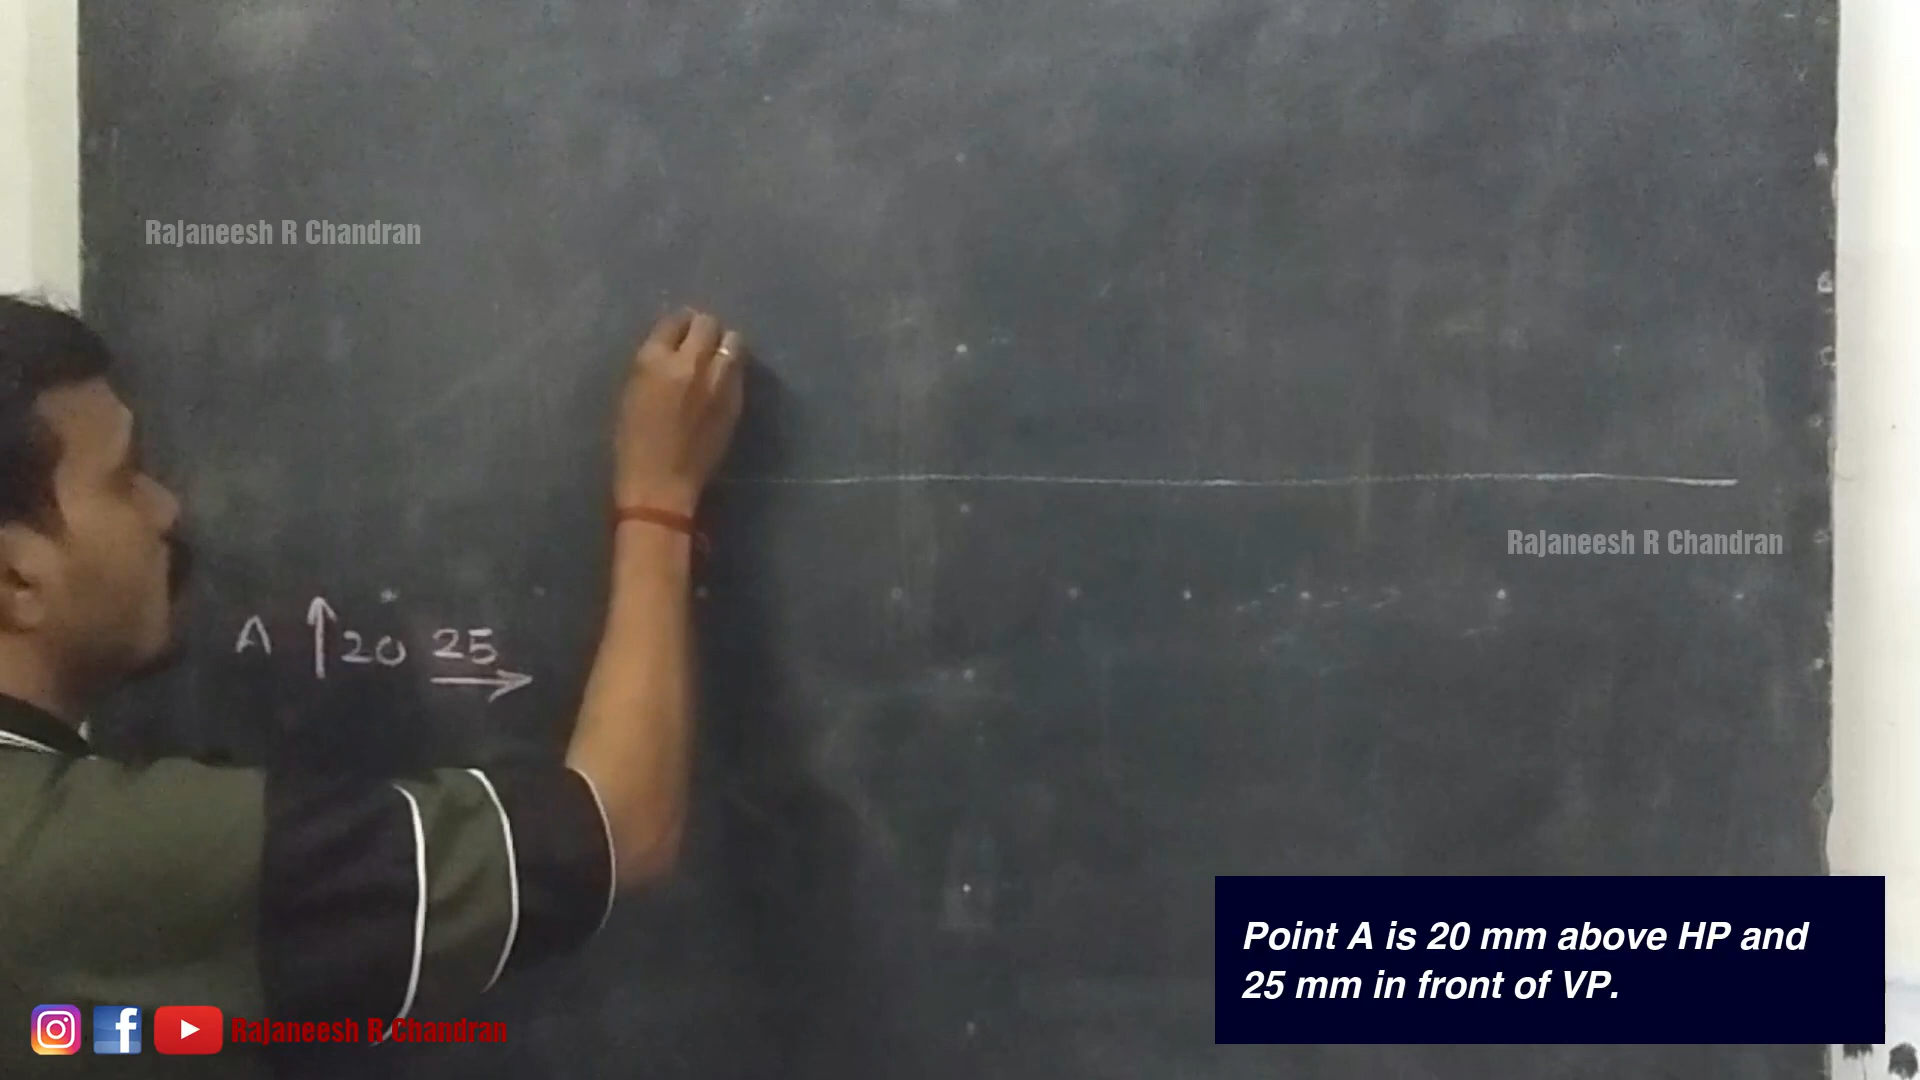 Rajaneesh R Chandran
Rajaneesh R Chandran
A ↑20 25
→
Point A is 20 mm above HP and
25 mm in front of VP.
Rajaneesh R Chandran